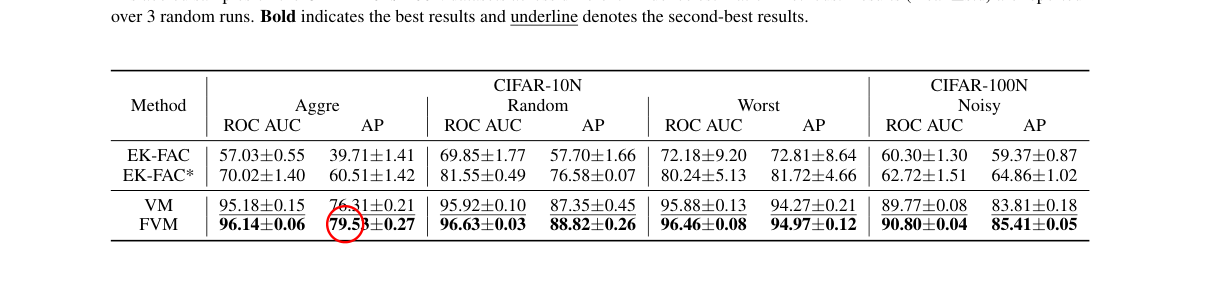 over 3 random runs. Bold indicates the best results and underline denotes the second-best results.
CIFAR-10N CIFAR-100N
Method Aggre Random Worst Noisy
ROC AUC AP ROC AUC AP ROC AUC AP ROC AUC AP
EK-FAC 57.03±0.55 39.71±1.41 69.85±1.77 57.70±1.66 72.18±9.20 72.81±8.64 60.30±1.30 59.37±0.87
EK-FAC* 70.02±1.40 60.51±1.42 81.55±0.49 76.58±0.07 80.24±5.13 81.72±4.66 62.72±1.51 64.86±1.02
VM 95.18±0.15 76.31±0.21 95.92±0.10 87.35±0.45 95.88±0.13 94.27±0.21 89.77±0.08 83.81±0.18
FVM 96.14±0.06 79.53±0.27 96.63±0.03 88.82±0.26 96.46±0.08 94.97±0.12 90.80±0.04 85.41±0.05